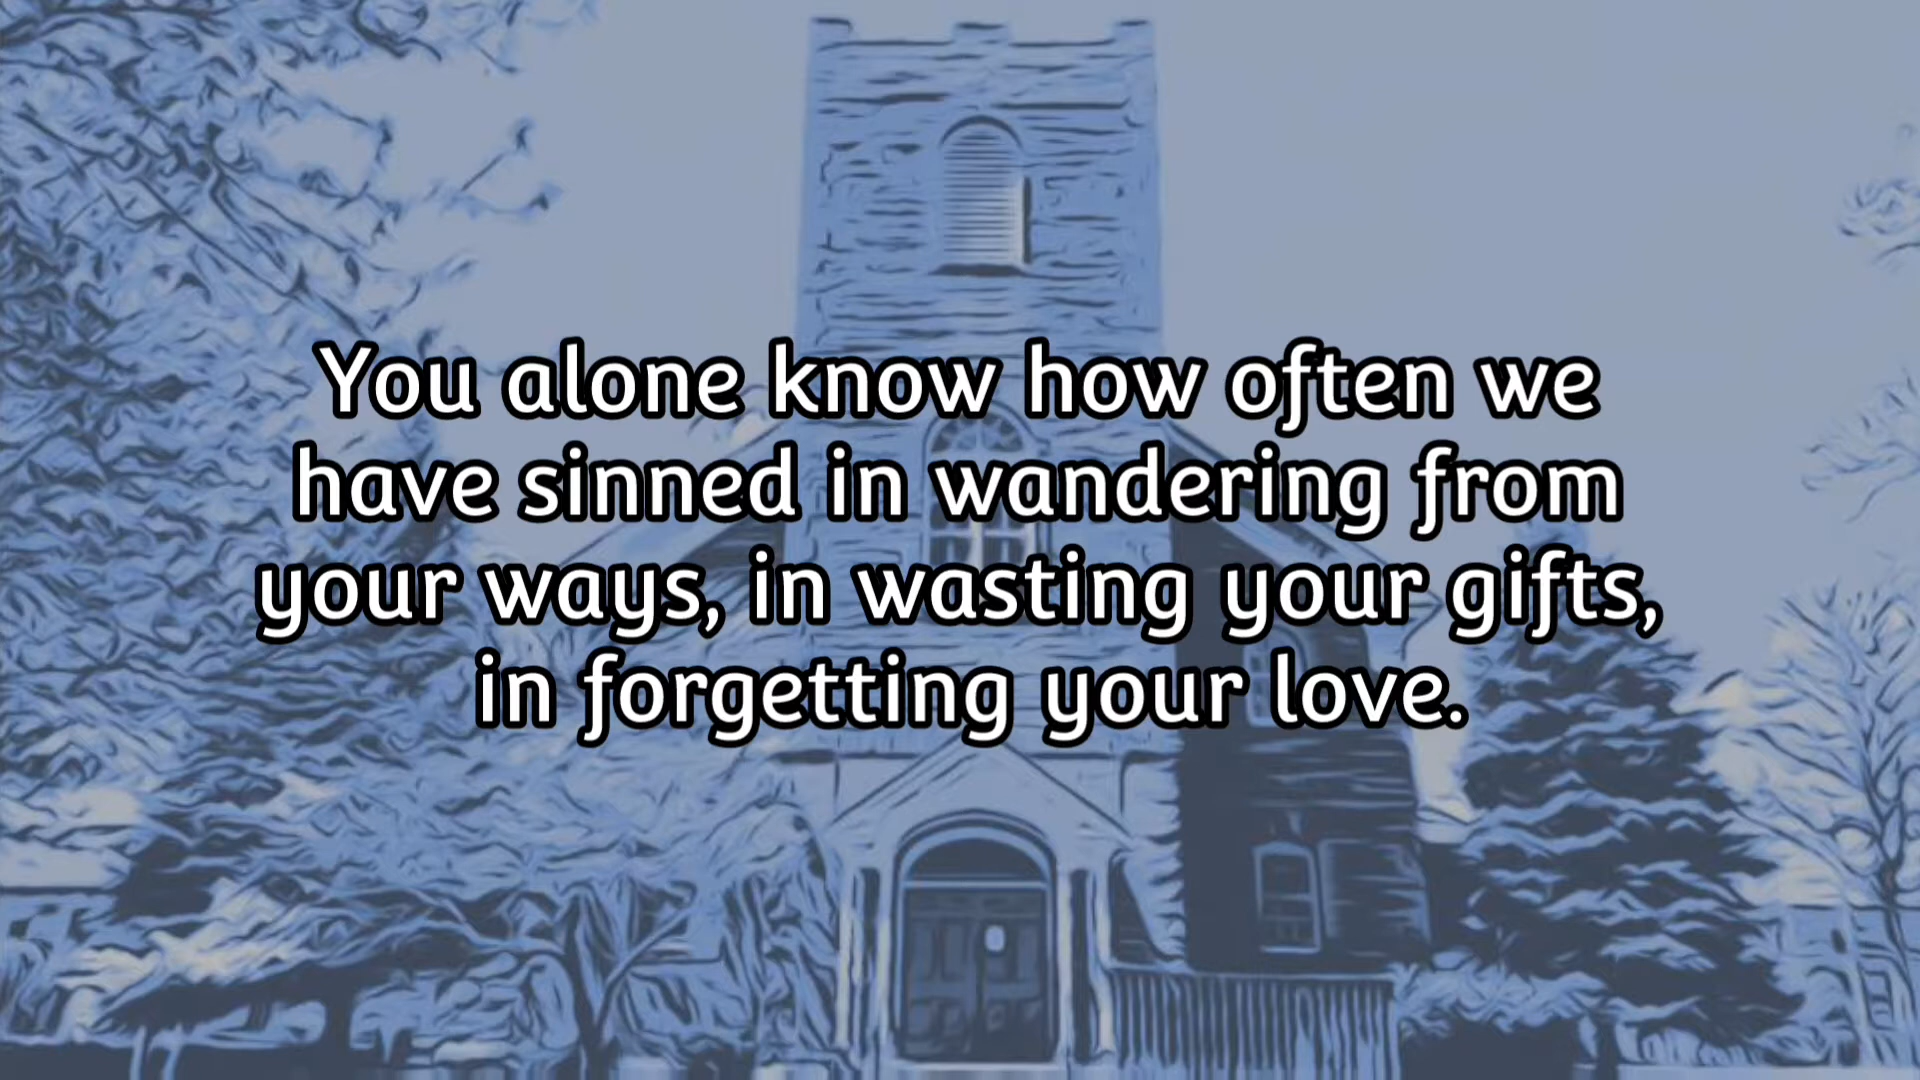 You alone know how often we
have sinned in wandering from
your ways, in wasting your gifts,
in forgetting your love.